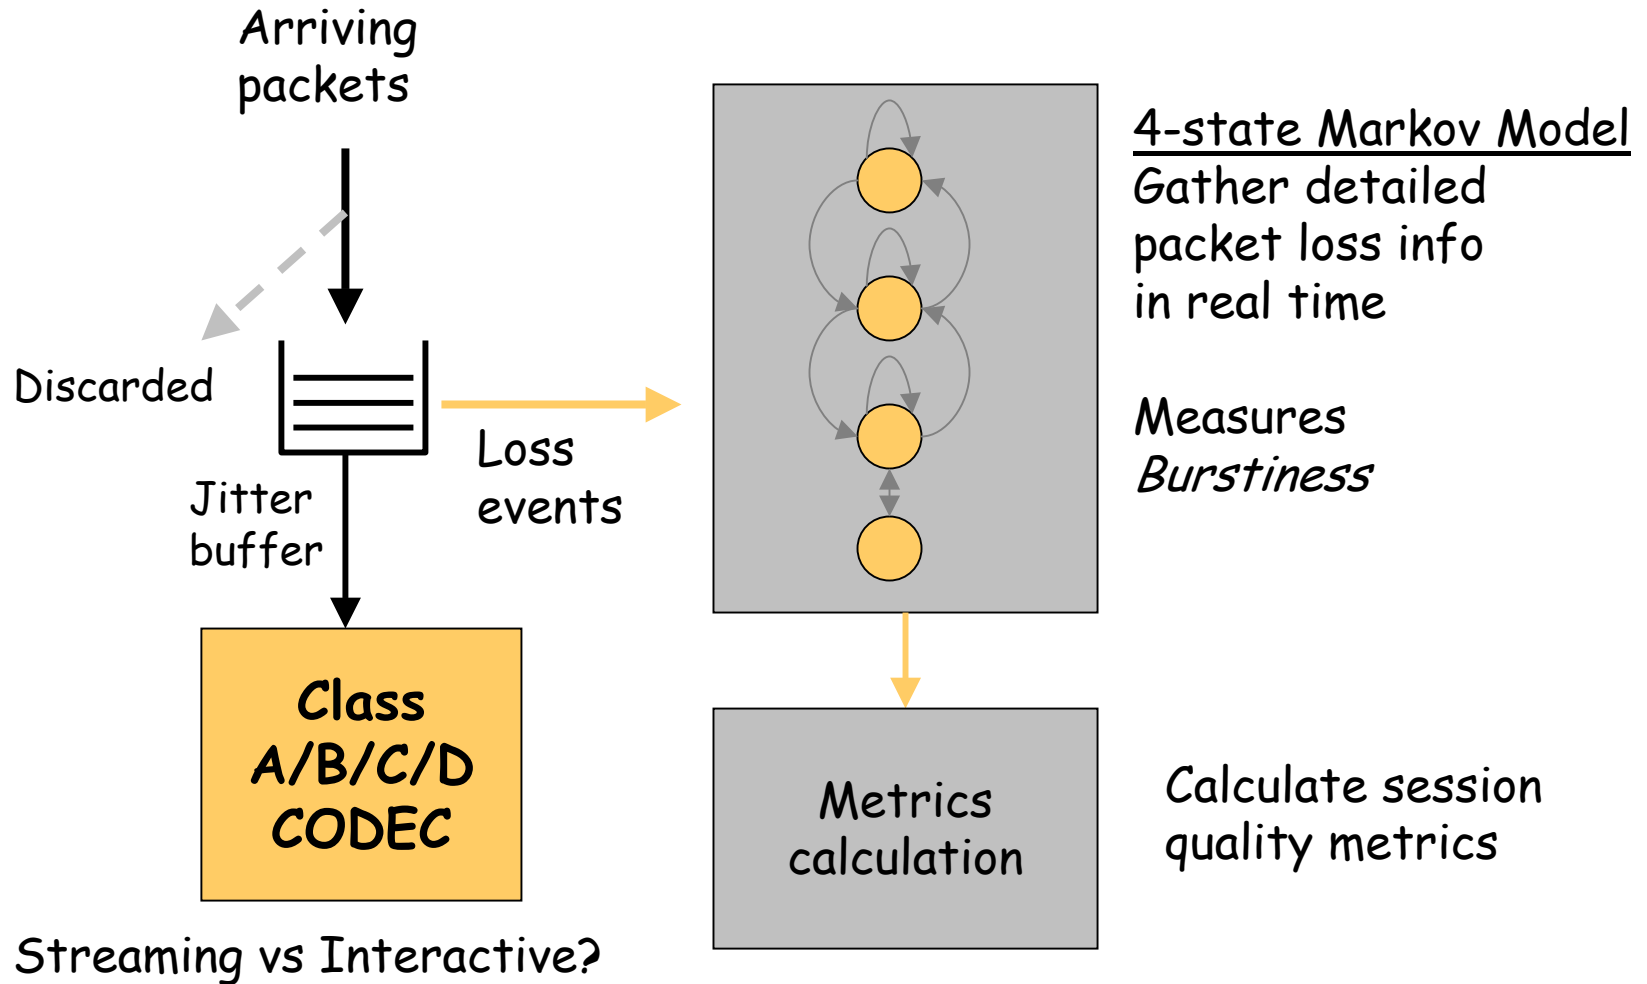 Arriving
packets
4-state Markov Model
Gather detailed
packet loss info
in real time
Discarded
Measures
Burstiness
Loss
events
Jitter
buffer
Class
A/B/C/D
CODEC
Metrics
calculation
Calculate session
quality metrics
Streaming vs Interactive?